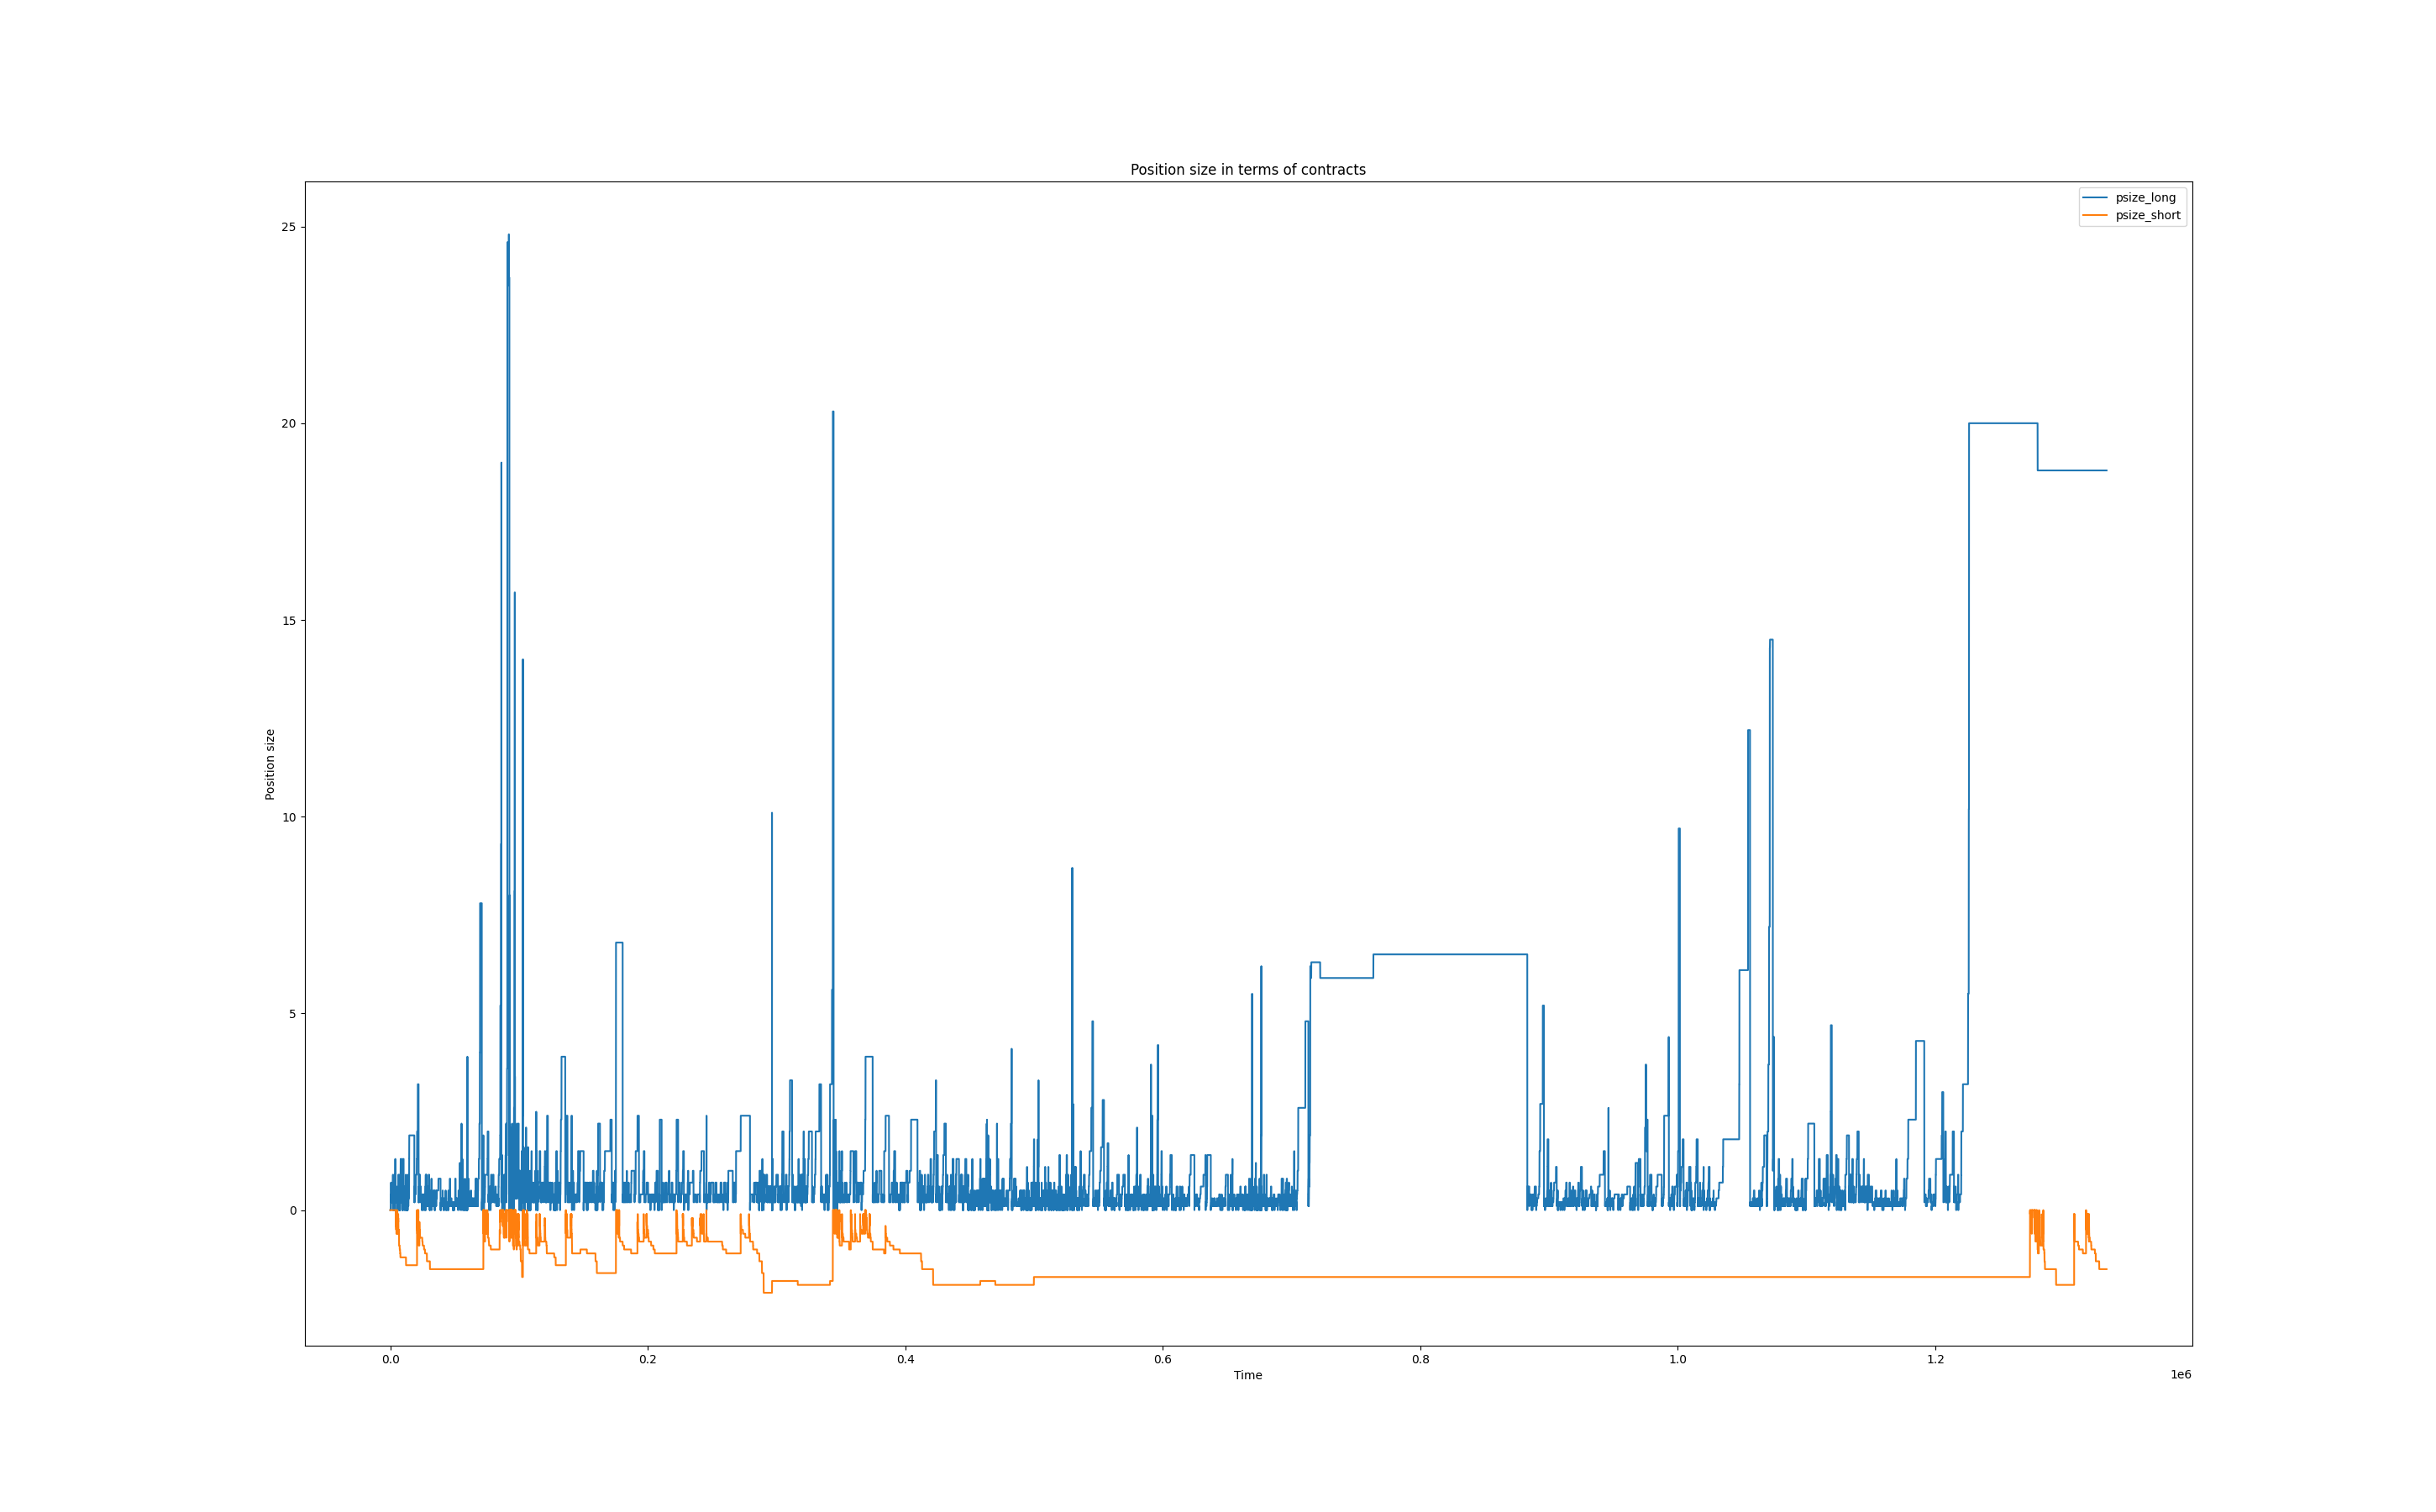 Position size in terms of contracts
psize_long
psize_short
25
20
15
10
5
0
Position size
0.0 0.2 0.4 0.6 0.8 1.0 1.2
Time
1e6